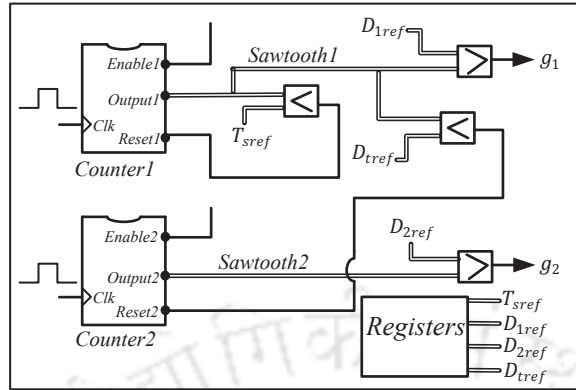 D1ref
Enable1
Sawtooth1
>
g1
Output1
<
Clk
Tsref
<
Reset1
Dtref
Counter1
Enable2
D2ref
Sawtooth2
Output2
>
g2
Clk
Tsref
Reset2
Registers
D1ref
Counter2
D2ref
Dtref